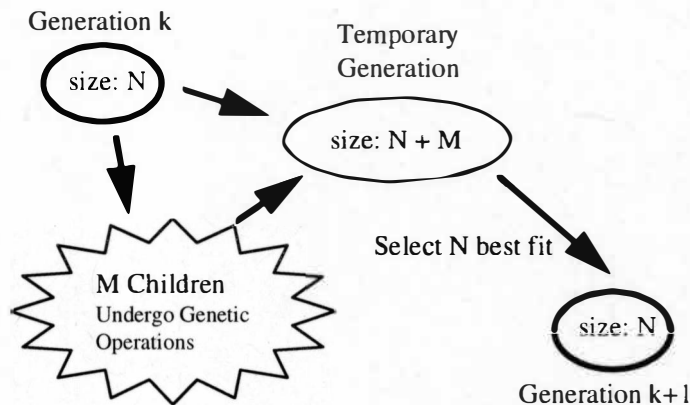 Generation k
size: N
Temporary
Generation
size: N + M
M Children
Undergo Genetic
Operations
Select N best fit
size: N
Generation k+1